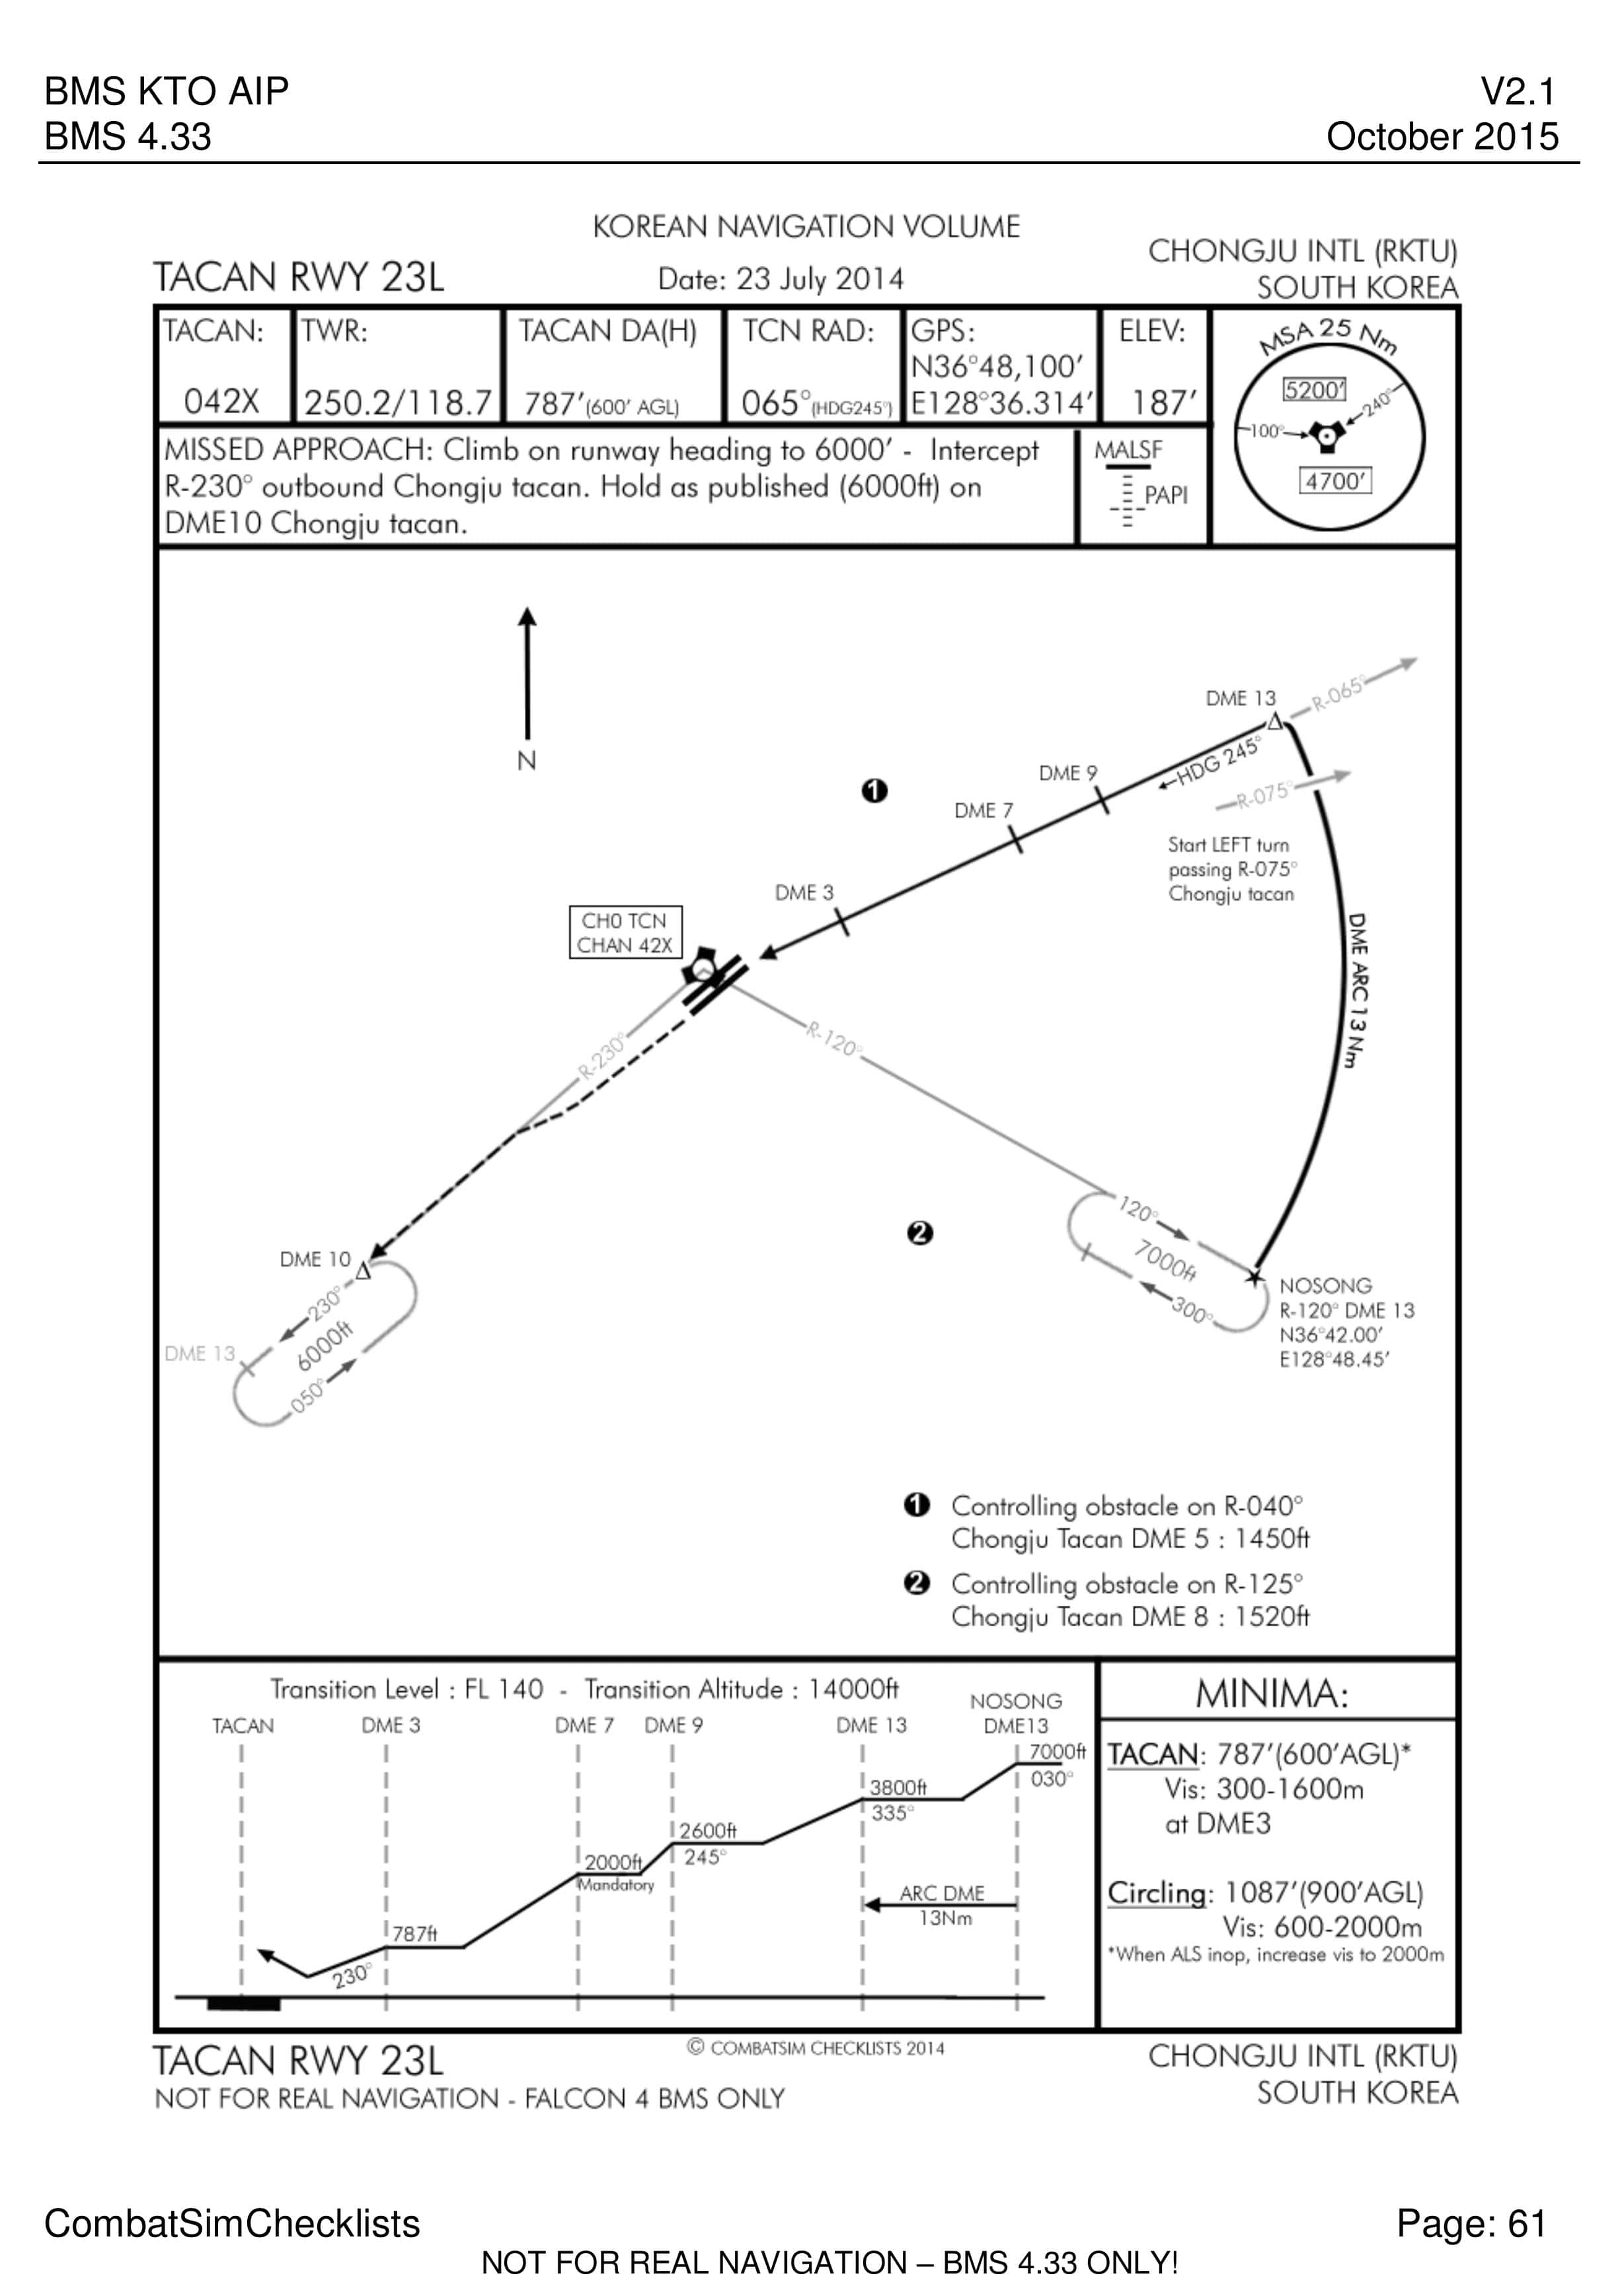 BMS KTO AIP
V2.1
BMS 4.33
October 2015
KOREAN NAVIGATION VOLUME
CHONGJU INTL (RKTU)
TACAN RWY 23L
Date: 23 July 2014
SOUTH KOREA
TACAN:
042X
TWR:
250.2/118.7
TACAN DA(H)
787'(600' AGL)
TCN RAD:
065°(HDG245°)
GPS:
N36°48,100'
E128°36.314'
ELEV:
187'
MSA 25 Nm
5200'
240°
100°
4700'
MISSED APPROACH: Climb on runway heading to 6000' - Intercept
R-230° outbound Chongju tacan. Hold as published (6000ft) on
DME10 Chongju tacan.
MALSF
PAPI
N
1
DME 13
R-065°
HDG 245°
DME 9
R-075°
DME 7
Start LEFT turn
passing R-075°
Chongju tacan
DME 3
CH0 TCN
CHAN 42X
DME ARC 13 Nm
R-230°
R-120°
2
120°
7000ft
300°
NOSONG
R-120° DME 13
N36°42.00'
E128°48.45'
DME 10
230°
6000ft
050°
DME 13
1 Controlling obstacle on R-040°
Chongju Tacan DME 5 : 1450ft
2 Controlling obstacle on R-125°
Chongju Tacan DME 8 : 1520ft
Transition Level : FL 140 - Transition Altitude : 14000ft
TACAN
DME 3
DME 7
DME 9
DME 13
NOSONG
DME13
7000ft
030°
3800ft
335°
2600ft
245°
2000ft
Mandatory
ARC DME
13Nm
787ft
230°
MINIMA:
TACAN: 787'(600'AGL)*
Vis: 300-1600m
at DME3
Circling: 1087'(900'AGL)
Vis: 600-2000m
*When ALS inop, increase vis to 2000m
TACAN RWY 23L
© COMBATSIM CHECKLISTS 2014
CHONGJU INTL (RKTU)
NOT FOR REAL NAVIGATION - FALCON 4 BMS ONLY
SOUTH KOREA
CombatSimChecklists
Page: 61
NOT FOR REAL NAVIGATION – BMS 4.33 ONLY!